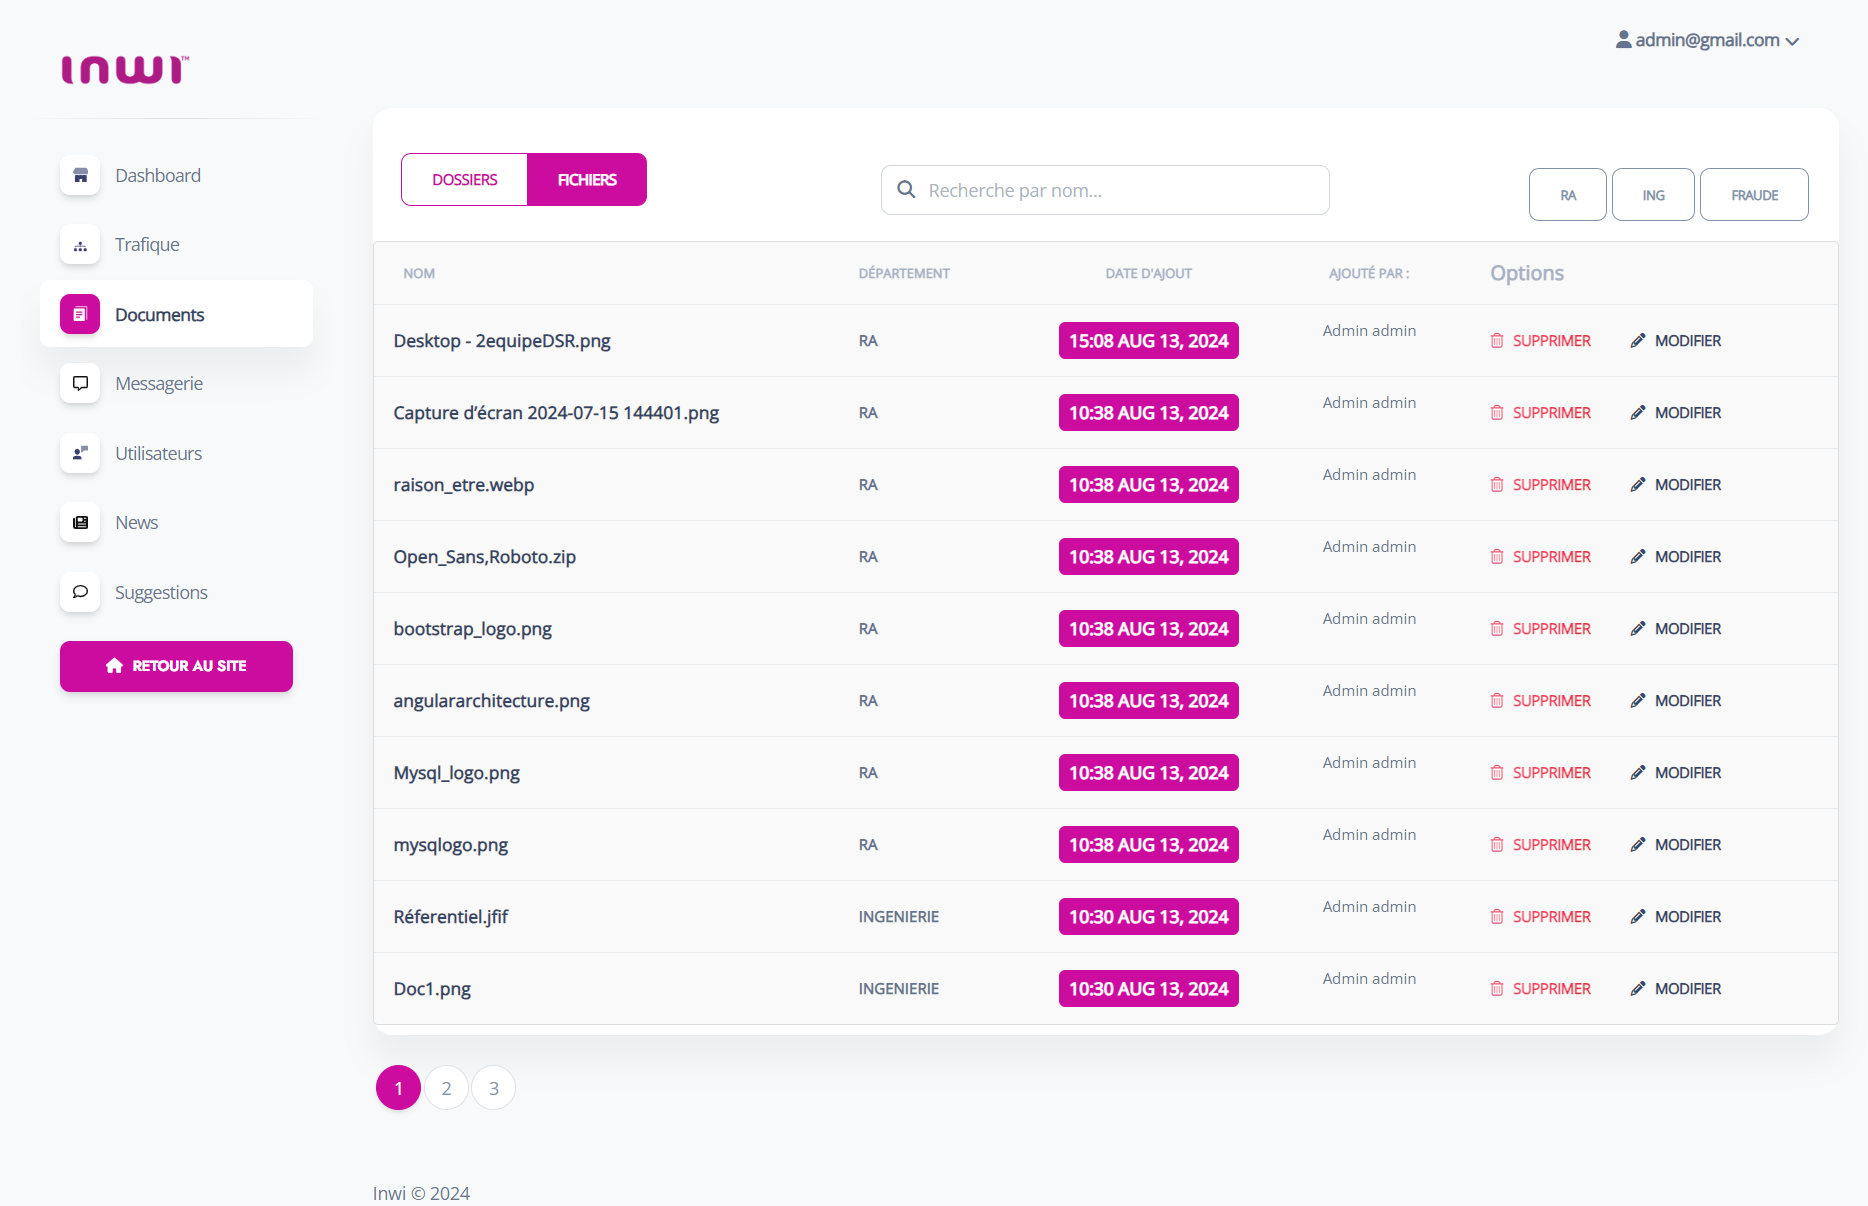 inwi™
admin@gmail.com
Dashboard
Trafique
Documents
Messagerie
Utilisateurs
News
Suggestions
RETOUR AU SITE
DOSSIERS FICHIERS
Recherche par nom...
RA ING FRAUDE
NOM DÉPARTEMENT DATE D'AJOUT AJOUTÉ PAR : Options
Desktop - 2equipeDSR.png RA 15:08 AUG 13, 2024 Admin admin SUPPRIMER MODIFIER
Capture d’écran 2024-07-15 144401.png RA 10:38 AUG 13, 2024 Admin admin SUPPRIMER MODIFIER
raison_etre.webp RA 10:38 AUG 13, 2024 Admin admin SUPPRIMER MODIFIER
Open_Sans,Roboto.zip RA 10:38 AUG 13, 2024 Admin admin SUPPRIMER MODIFIER
bootstrap_logo.png RA 10:38 AUG 13, 2024 Admin admin SUPPRIMER MODIFIER
angulararchitecture.png RA 10:38 AUG 13, 2024 Admin admin SUPPRIMER MODIFIER
Mysql_logo.png RA 10:38 AUG 13, 2024 Admin admin SUPPRIMER MODIFIER
mysqlogo.png RA 10:38 AUG 13, 2024 Admin admin SUPPRIMER MODIFIER
Réferentiel.jfif INGENIERIE 10:30 AUG 13, 2024 Admin admin SUPPRIMER MODIFIER
Doc1.png INGENIERIE 10:30 AUG 13, 2024 Admin admin SUPPRIMER MODIFIER
1 2 3
Inwi © 2024